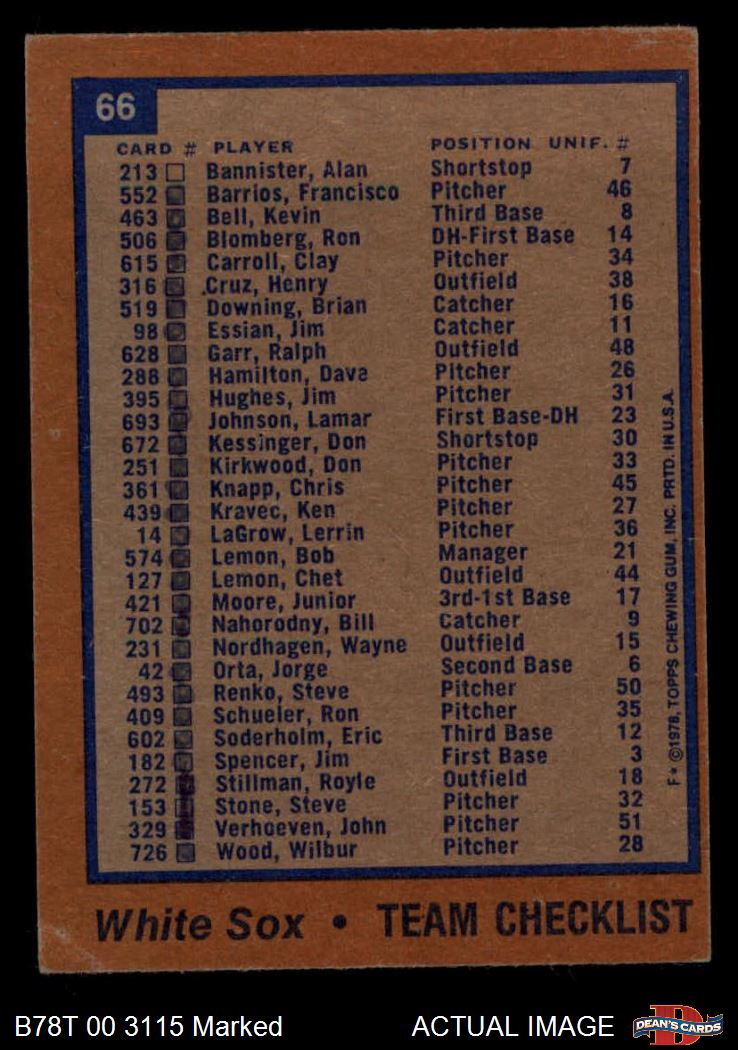 66
CARD # PLAYER POSITION UNIF. #
213 Bannister, Alan Shortstop 7
552 Barrios, Francisco Pitcher 46
463 Bell, Kevin Third Base 8
506 Blomberg, Ron DH-First Base 14
615 Carroll, Clay Pitcher 34
316 Cruz, Henry Outfield 38
519 Downing, Brian Catcher 16
98 Essian, Jim Catcher 11
628 Garr, Ralph Outfield 48
288 Hamilton, Dave Pitcher 26
395 Hughes, Jim Pitcher 31
693 Johnson, Lamar First Base-DH 23
672 Kessinger, Don Shortstop 30
251 Kirkwood, Don Pitcher 33
361 Knapp, Chris Pitcher 45
439 Kravec, Ken Pitcher 27
14 LaGrow, Lerrin Pitcher 36
574 Lemon, Bob Manager 21
127 Lemon, Chet Outfield 44
421 Moore, Junior 3rd-1st Base 17
702 Nahorodny, Bill Catcher 9
231 Nordhagen, Wayne Outfield 15
42 Orta, Jorge Second Base 6
493 Renko, Steve Pitcher 50
409 Schueler, Ron Pitcher 35
602 Soderholm, Eric Third Base 12
182 Spencer, Jim First Base 3
272 Stillman, Royle Outfield 18
153 Stone, Steve Pitcher 32
329 Verhoeven, John Pitcher 51
726 Wood, Wilbur Pitcher 28
F* ©1978, TOPPS CHEWING GUM, INC. PRTD. IN U.S.A.
White Sox • TEAM CHECKLIST
B78T 00 3115 Marked ACTUAL IMAGE
DEAN'S CARDS